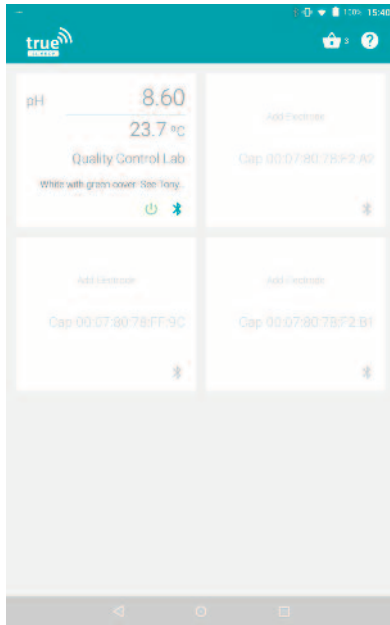 100% 15:40
true
3
?
pH 8.60
23.7 ºC
Quality Control Lab
White with green cover. See Tony.
Add Electrode
Cap 00:07:80:78:F2:A2
Add Electrode
Cap 00:07:80:78:FF:9C
Add Electrode
Cap 00:07:80:78:F2:B1